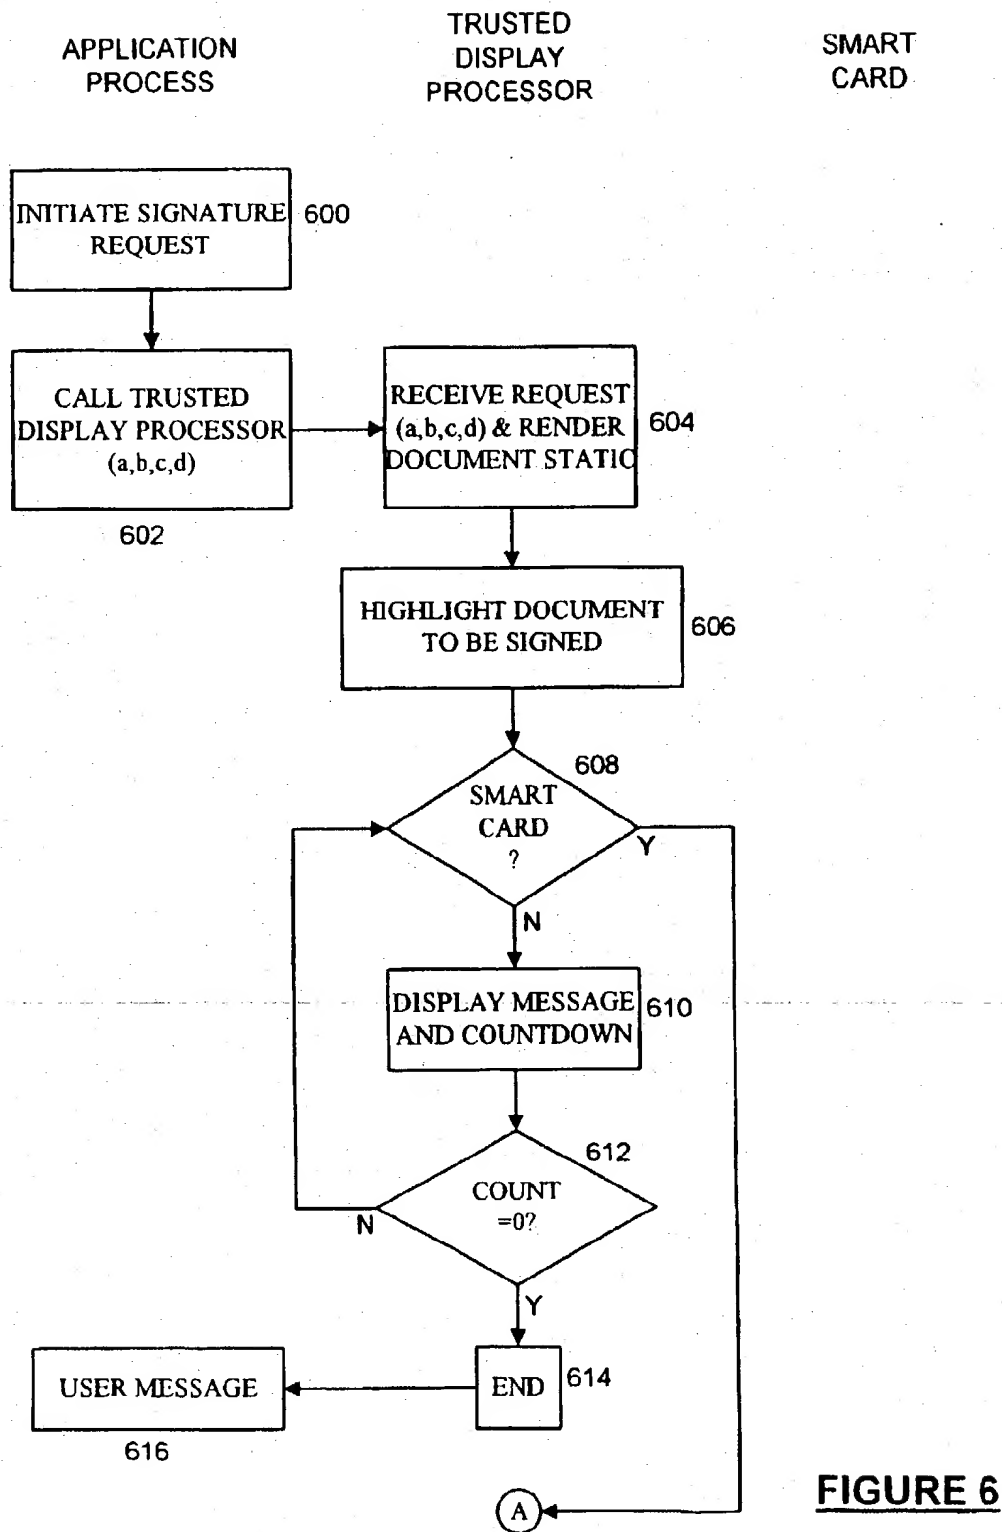 APPLICATION
PROCESS
TRUSTED
DISPLAY
PROCESSOR
SMART
CARD
INITIATE SIGNATURE
REQUEST
600
CALL TRUSTED
DISPLAY PROCESSOR
(a,b,c,d)
602
RECEIVE REQUEST
(a,b,c,d) & RENDER
DOCUMENT STATIC
604
HIGHLIGHT DOCUMENT
TO BE SIGNED
606
608
SMART
CARD
?
Y
N
DISPLAY MESSAGE
AND COUNTDOWN
610
612
COUNT
=0?
N
Y
USER MESSAGE
616
END
614
A
FIGURE 6